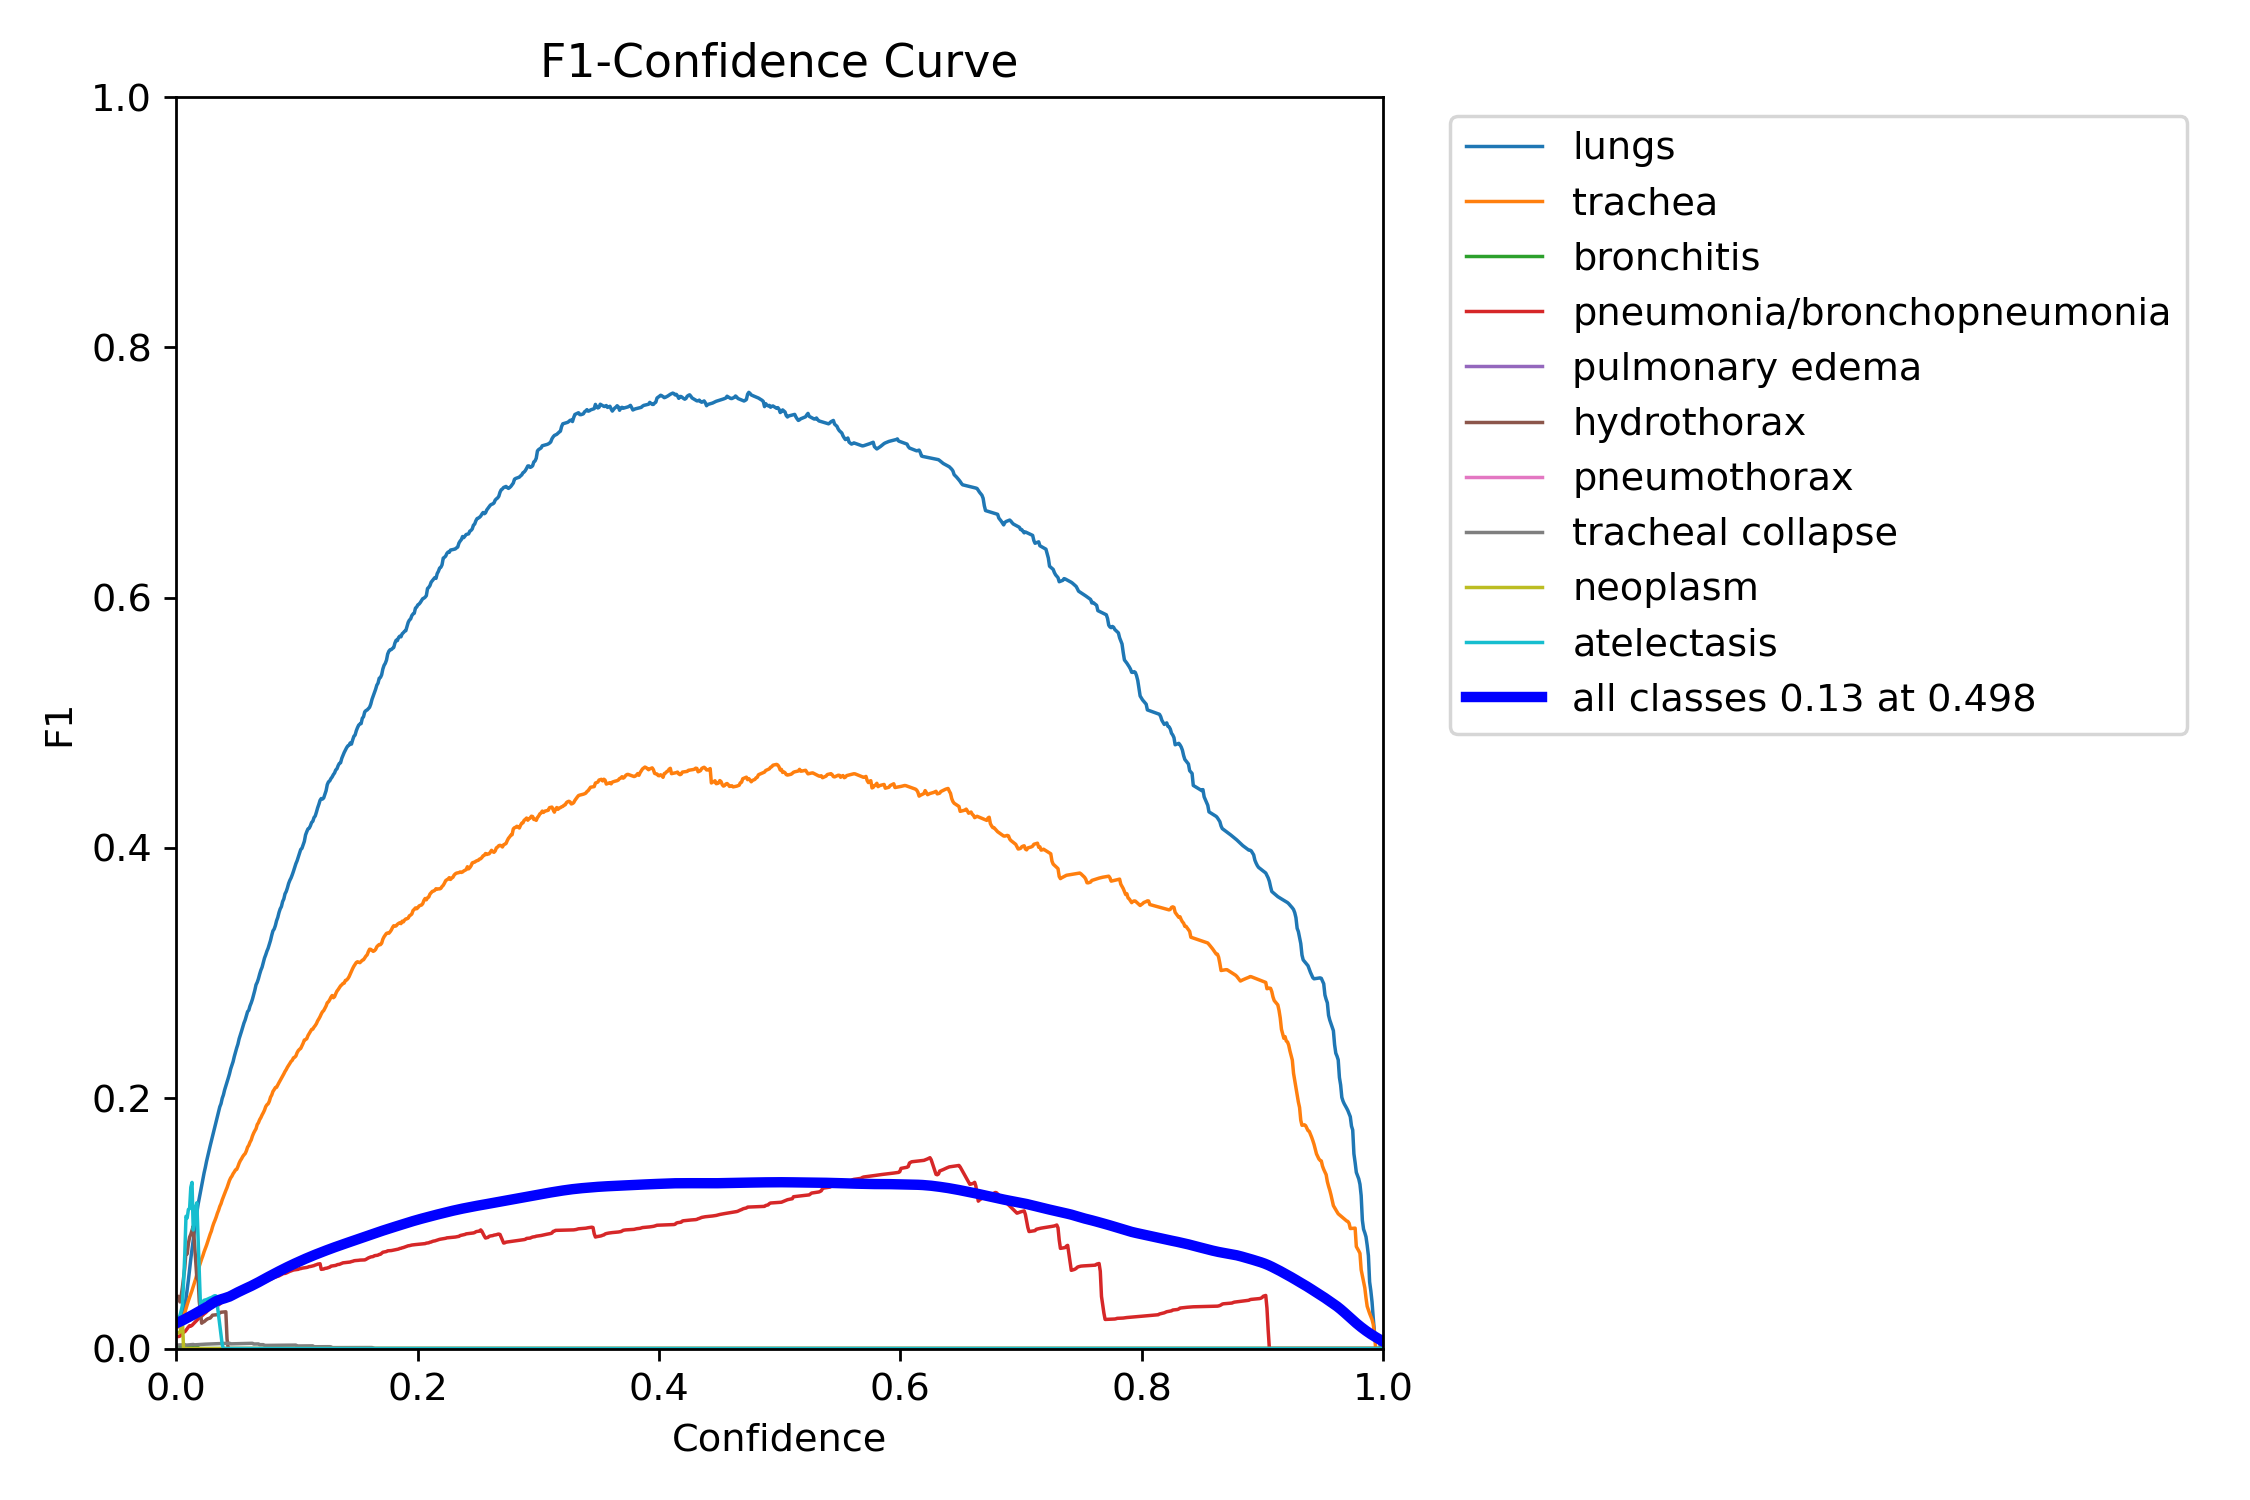 F1-Confidence Curve
1.0
0.8
0.6
0.4
0.2
0.0
F1
0.0 0.2 0.4 0.6 0.8 1.0
Confidence
lungs
trachea
bronchitis
pneumonia/bronchopneumonia
pulmonary edema
hydrothorax
pneumothorax
tracheal collapse
neoplasm
atelectasis
all classes 0.13 at 0.498